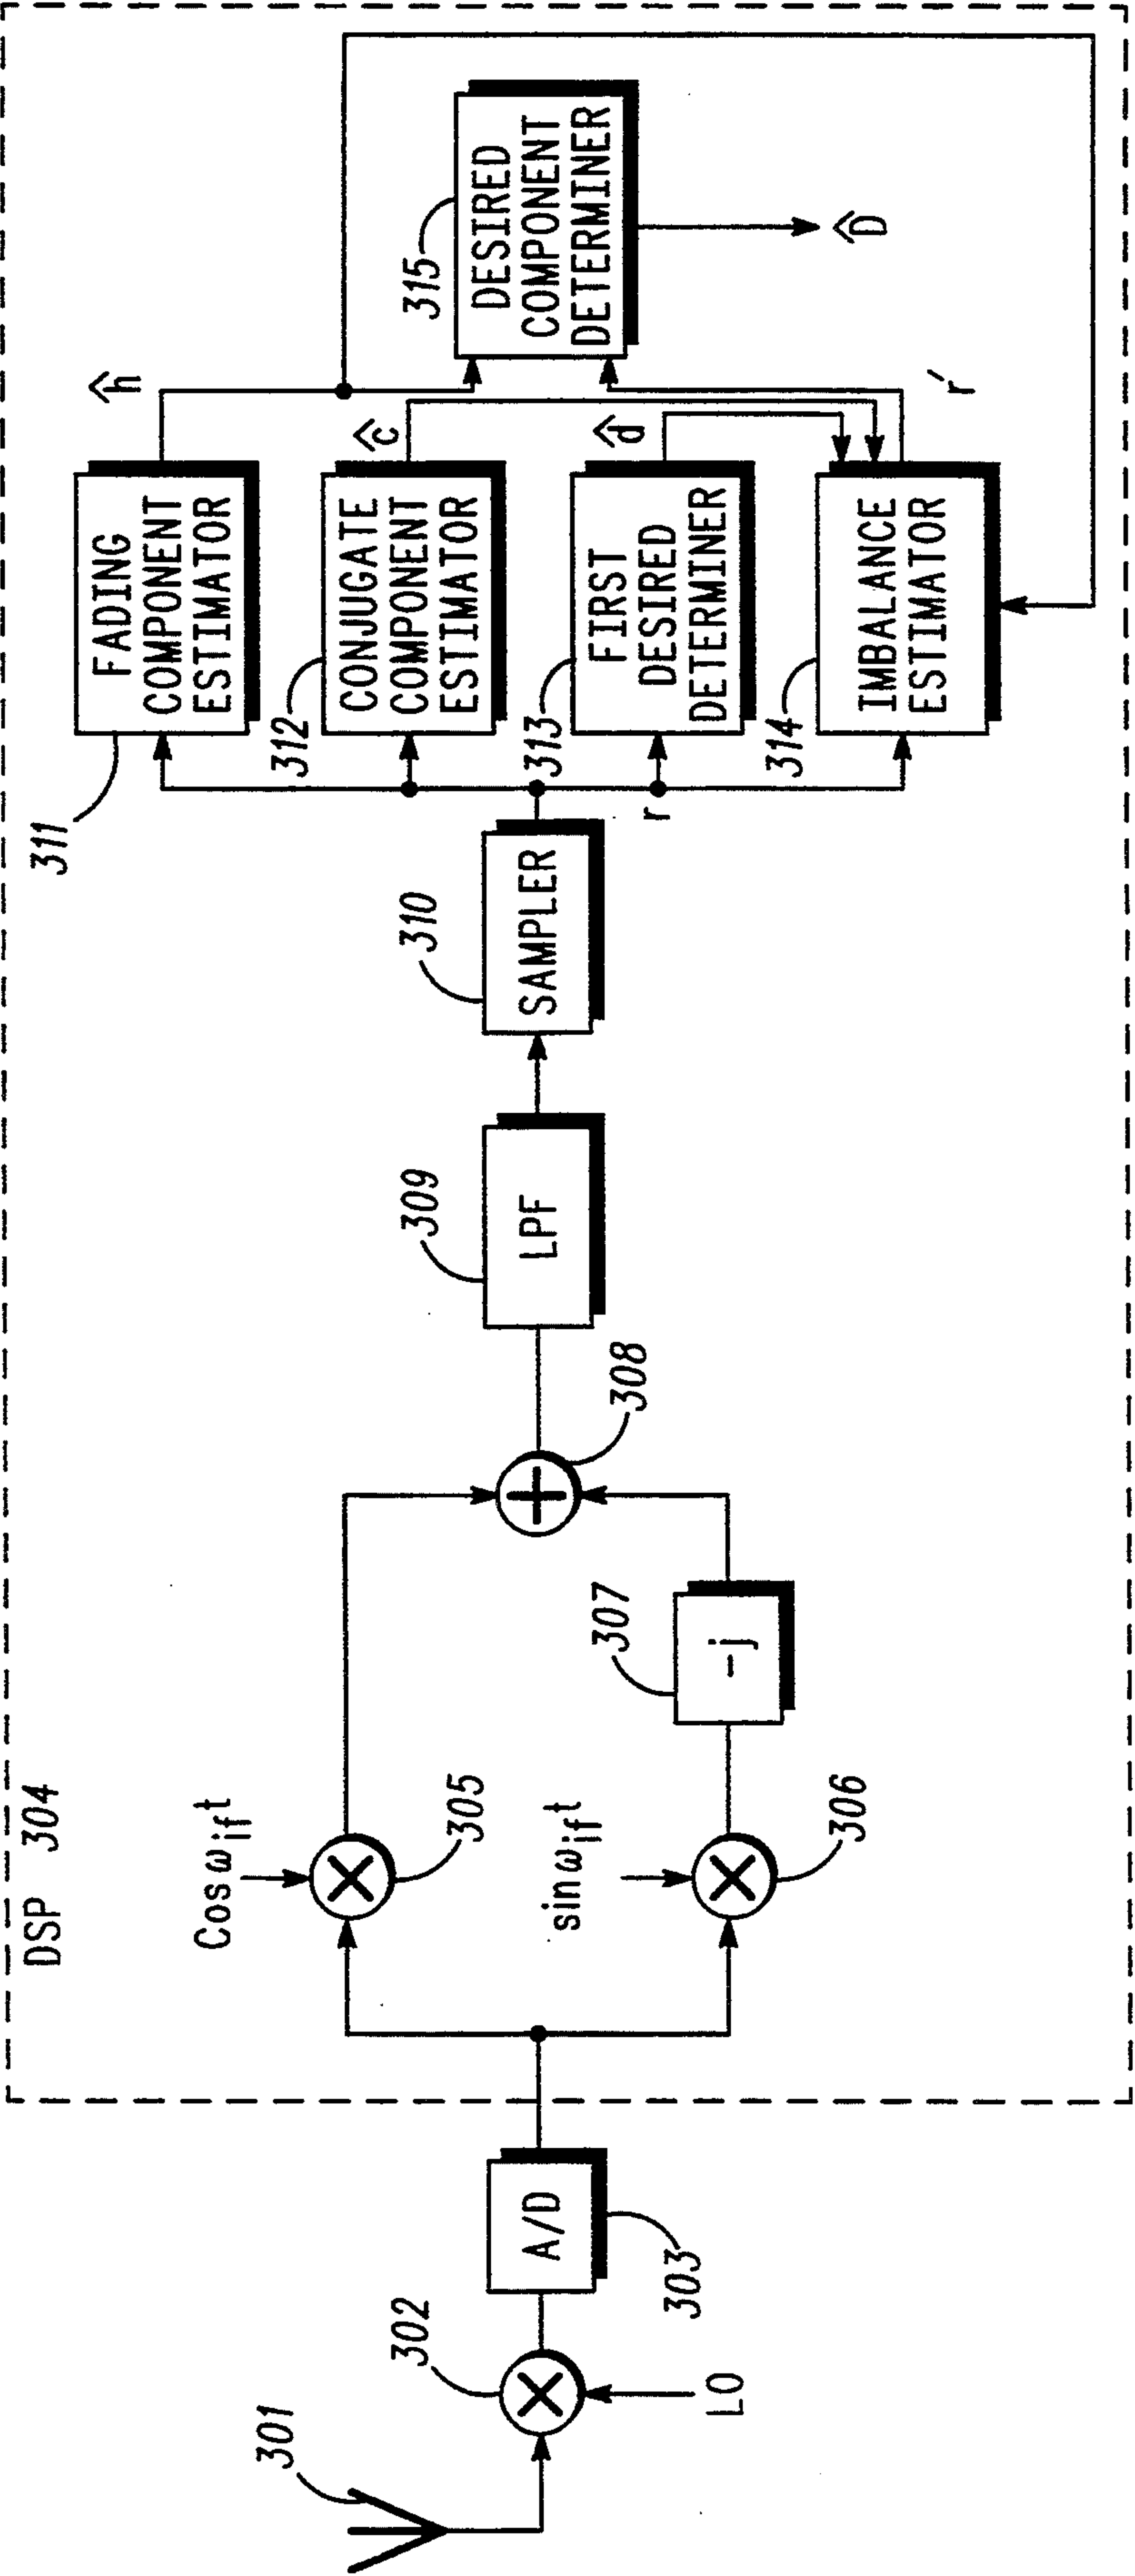 DSP 304
301
302
LO
A/D
303
Cos ω_if t
305
sin ω_if t
306
-j
307
+
308
LPF
309
SAMPLER
310
r
311
FADING
COMPONENT
ESTIMATOR
ĥ
312
CONJUGATE
COMPONENT
ESTIMATOR
ĉ
313
FIRST
DESIRED
DETERMINER
d̂
314
IMBALANCE
ESTIMATOR
r′
315
DESIRED
COMPONENT
DETERMINER
D̂